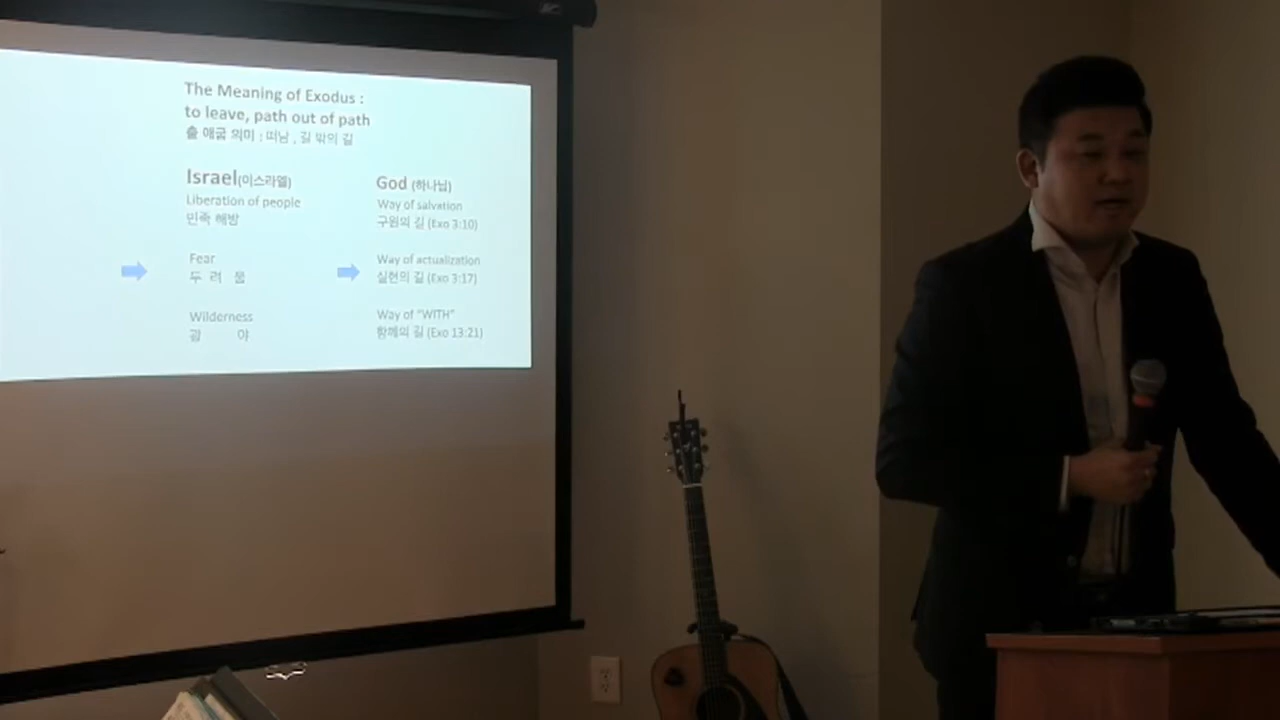 The Meaning of Exodus :
to leave, path out of path
출 애굽 의미 : 떠남 , 길 밖의 길
Israel(이스라엘)
Liberation of people
민족 해방
God (하나님)
Way of salvation
구원의 길 (Exo 3:10)
Fear
두 려 움
Way of actualization
실현의 길 (Exo 3:17)
Wilderness
광 야
Way of "WITH"
함께의 길 (Exo 13:21)